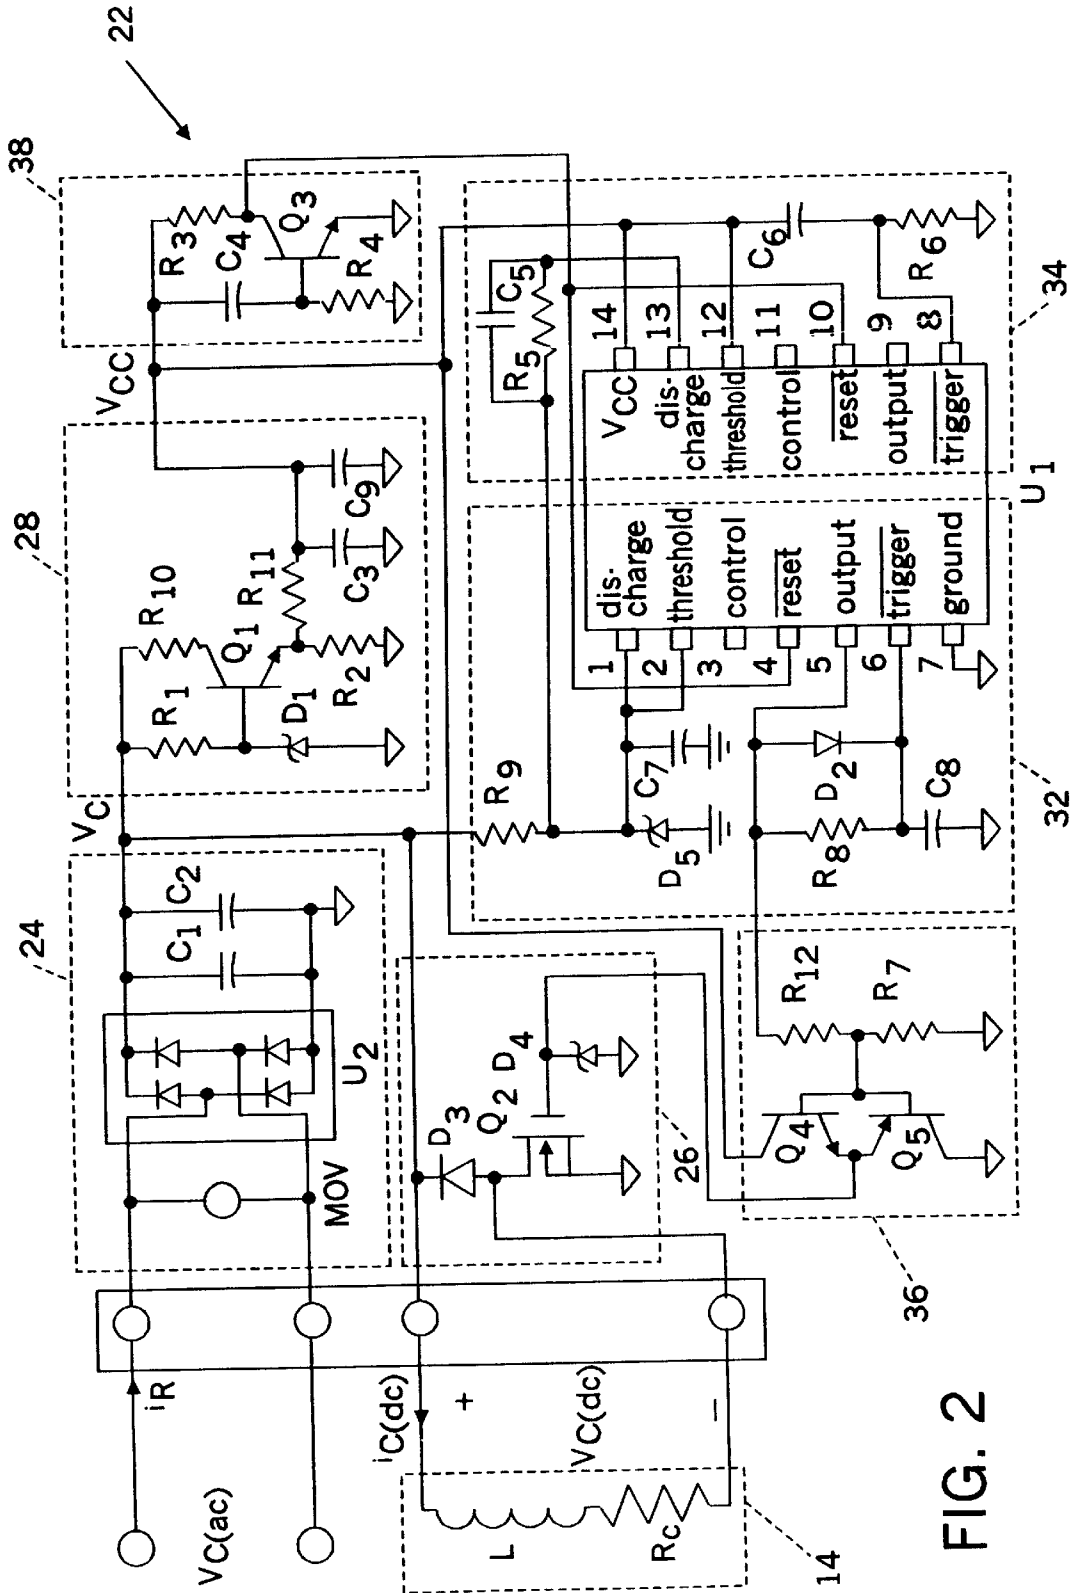 22
38
R3
C4
Q3
R4
VCC
28
R10
R1
Q1
R11
D1
R2
C3
C9
VC
24
C1
C2
U2
MOV
iR
VC(ac)
iC(dc)
+
VC(dc)
–
L
RC
14
D3
Q2
D4
26
R9
C7
D5
D2
R8
C8
32
R12
R7
Q4
Q5
36
C5
R5
C6
R6
34
U1
1 dis-charge
2 threshold
3 control
4 reset
5 output
6 trigger
7 ground
VCC 14
dis-charge 13
threshold 12
control 11
reset 10
output 9
trigger 8
FIG. 2